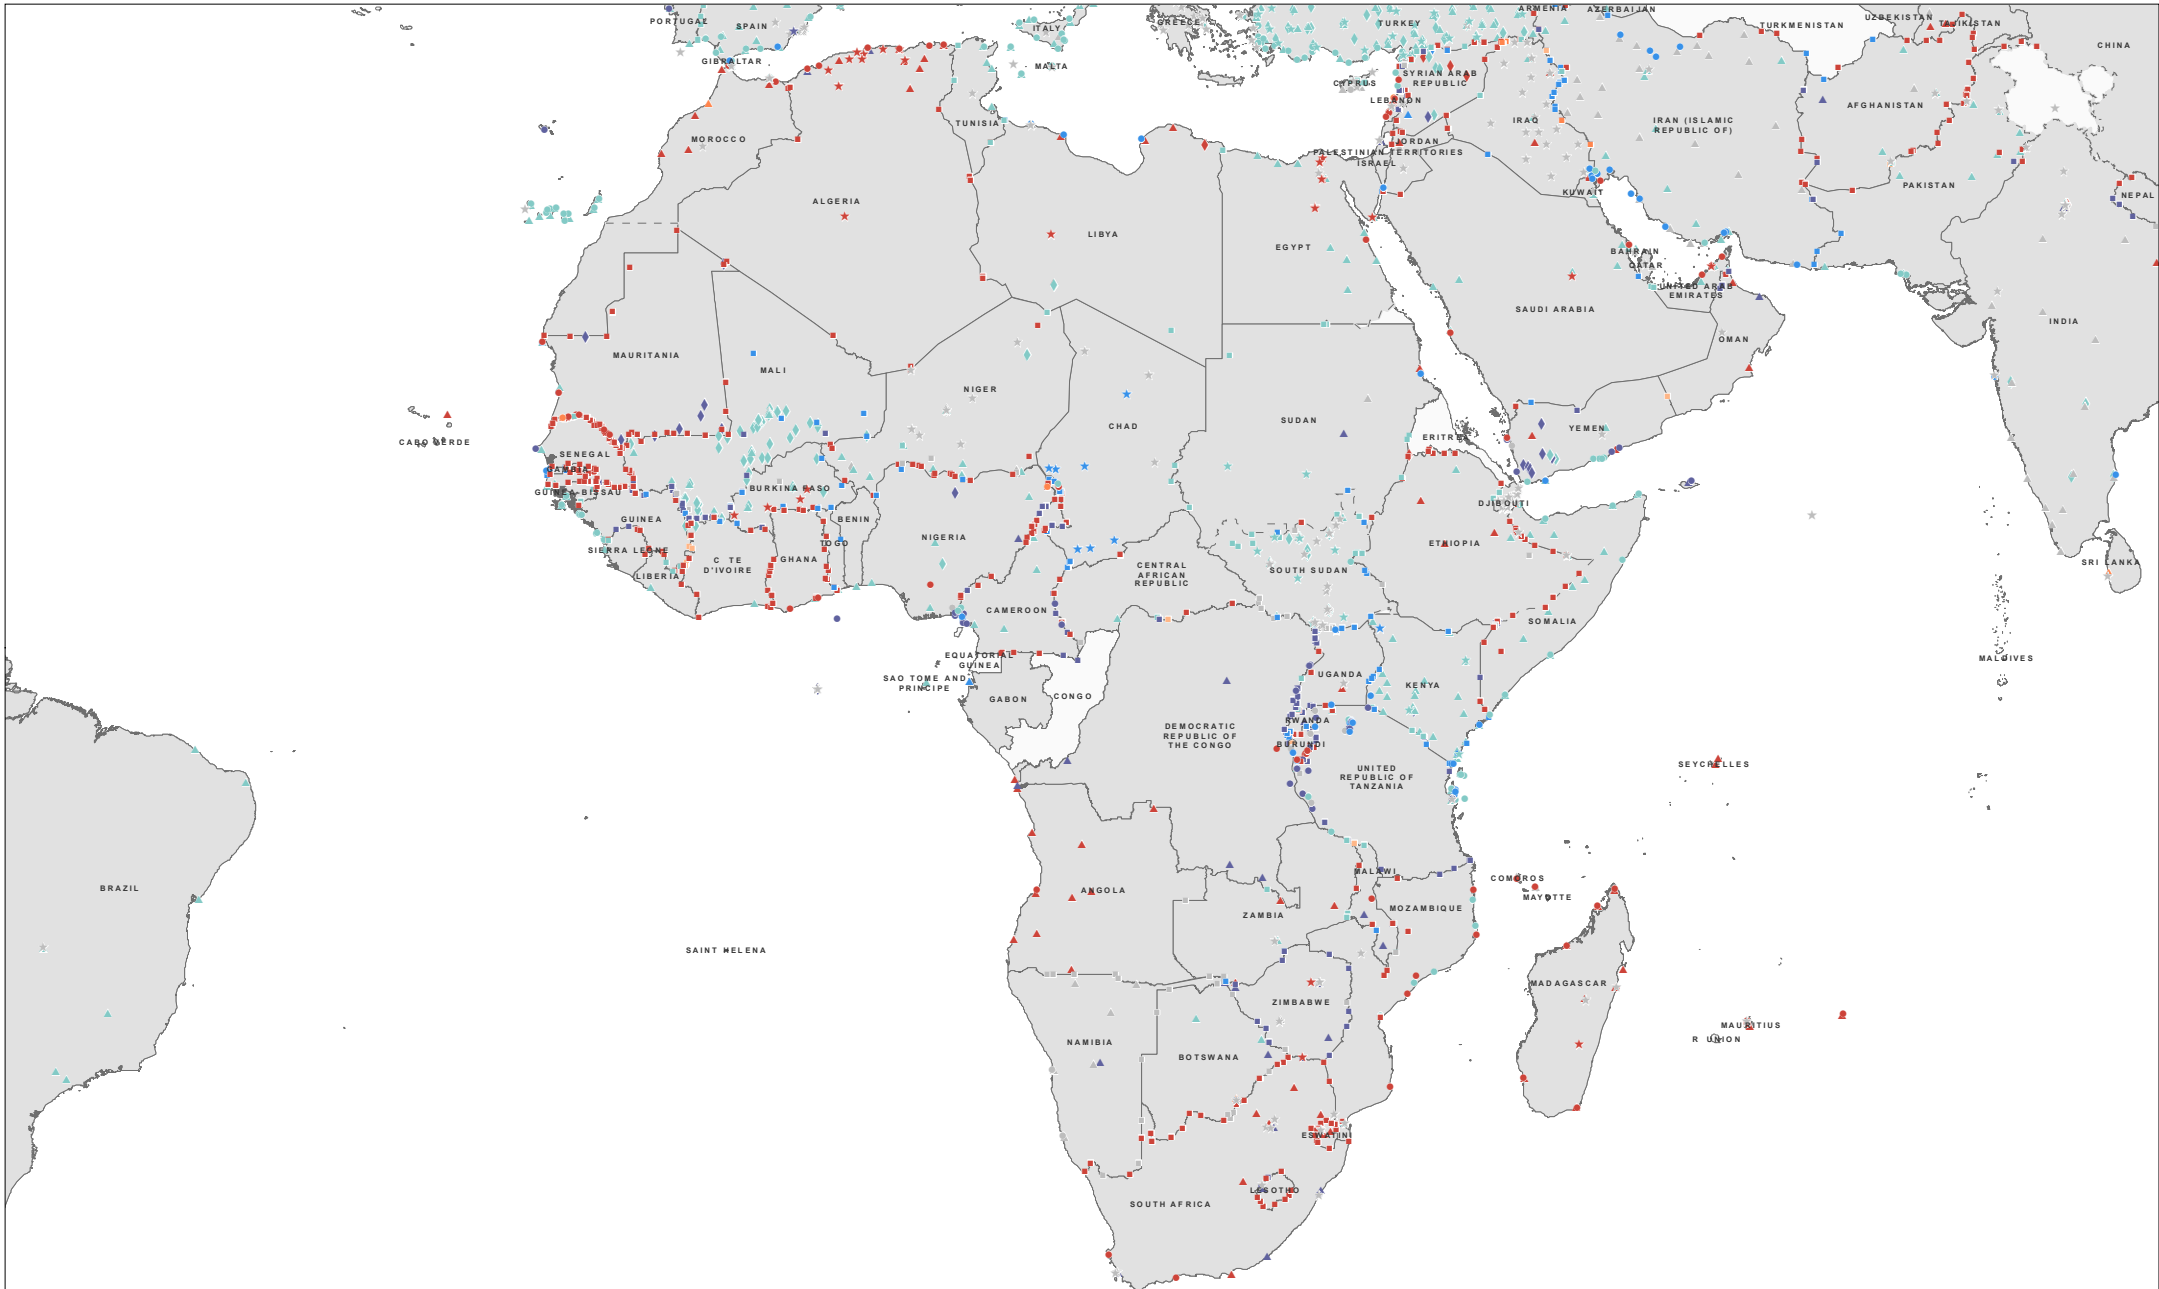 PORTUGAL
SPAIN
ITALY
GREECE
TURKEY
ARMENIA
AZERBAIJAN
TURKMENISTAN
UZBEKISTAN
TAJIKISTAN
CHINA
GIBRALTAR
MALTA
CYPRUS
SYRIAN ARAB
REPUBLIC
LEBANON
AFGHANISTAN
MOROCCO
TUNISIA
IRAQ
IRAN (ISLAMIC
REPUBLIC OF)
JORDAN
PALESTINIAN TERRITORIES
ISRAEL
KUWAIT
PAKISTAN
NEPAL
ALGERIA
LIBYA
EGYPT
BAHRAIN
QATAR
UNITED ARAB
EMIRATES
SAUDI ARABIA
OMAN
INDIA
MAURITANIA
MALI
NIGER
CHAD
SUDAN
ERITREA
YEMEN
CABO VERDE
SENEGAL
GAMBIA
GUINEA-BISSAU
BURKINA FASO
DJIBOUTI
GUINEA
BENIN
NIGERIA
SIERRA LEONE
TOGO
GHANA
C TE
D'IVOIRE
LIBERIA
CENTRAL
AFRICAN
REPUBLIC
SOUTH SUDAN
ETHIOPIA
SRI LANKA
CAMEROON
SOMALIA
EQUATORIAL
GUINEA
SAO TOME AND
PRINCIPE
GABON
CONGO
UGANDA
KENYA
MALDIVES
RWANDA
BURUNDI
DEMOCRATIC
REPUBLIC OF
THE CONGO
UNITED
REPUBLIC OF
TANZANIA
SEYCHELLES
BRAZIL
ANGOLA
MALAWI
COMOROS
MAYOTTE
ZAMBIA
MOZAMBIQUE
SAINT HELENA
MADAGASCAR
ZIMBABWE
MAURITIUS
R UNION
NAMIBIA
BOTSWANA
ESWATINI
LESOTHO
SOUTH AFRICA